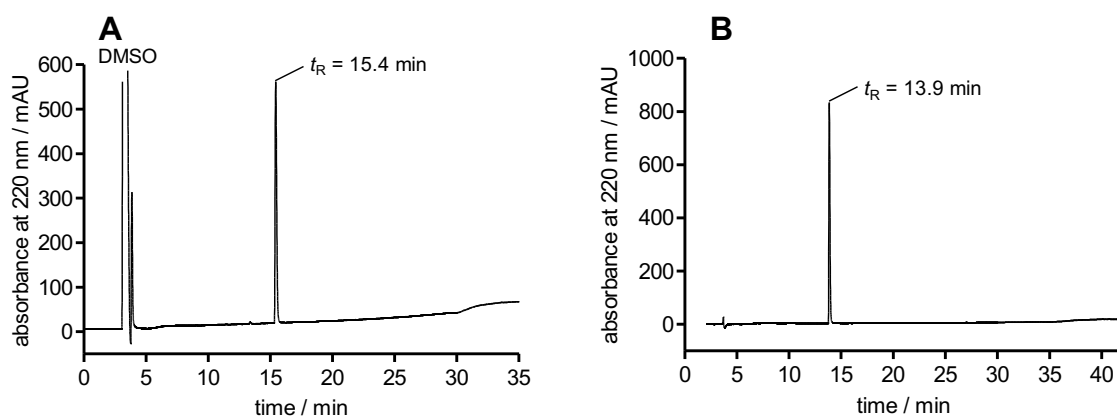 A
DMSO
tR = 15.4 min
absorbance at 220 nm / mAU
600
500
400
300
200
100
0
0 5 10 15 20 25 30 35
time / min
B
tR = 13.9 min
absorbance at 220 nm / mAU
1000
800
600
400
200
0
0 5 10 15 20 25 30 35 40
time / min